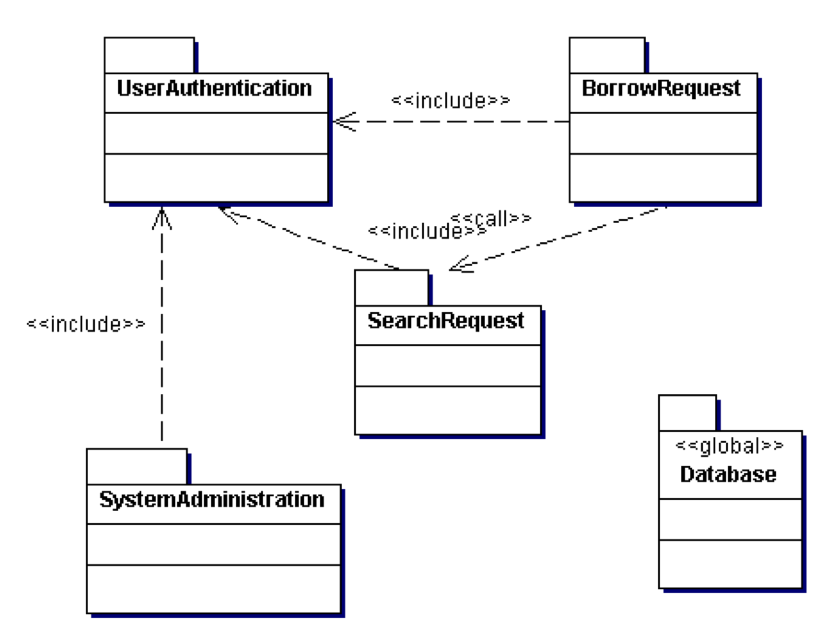 UserAuthentication
BorrowRequest
<<include>>
<<call>>
<<include>>
SearchRequest
<<include>>
<<global>>
Database
SystemAdministration